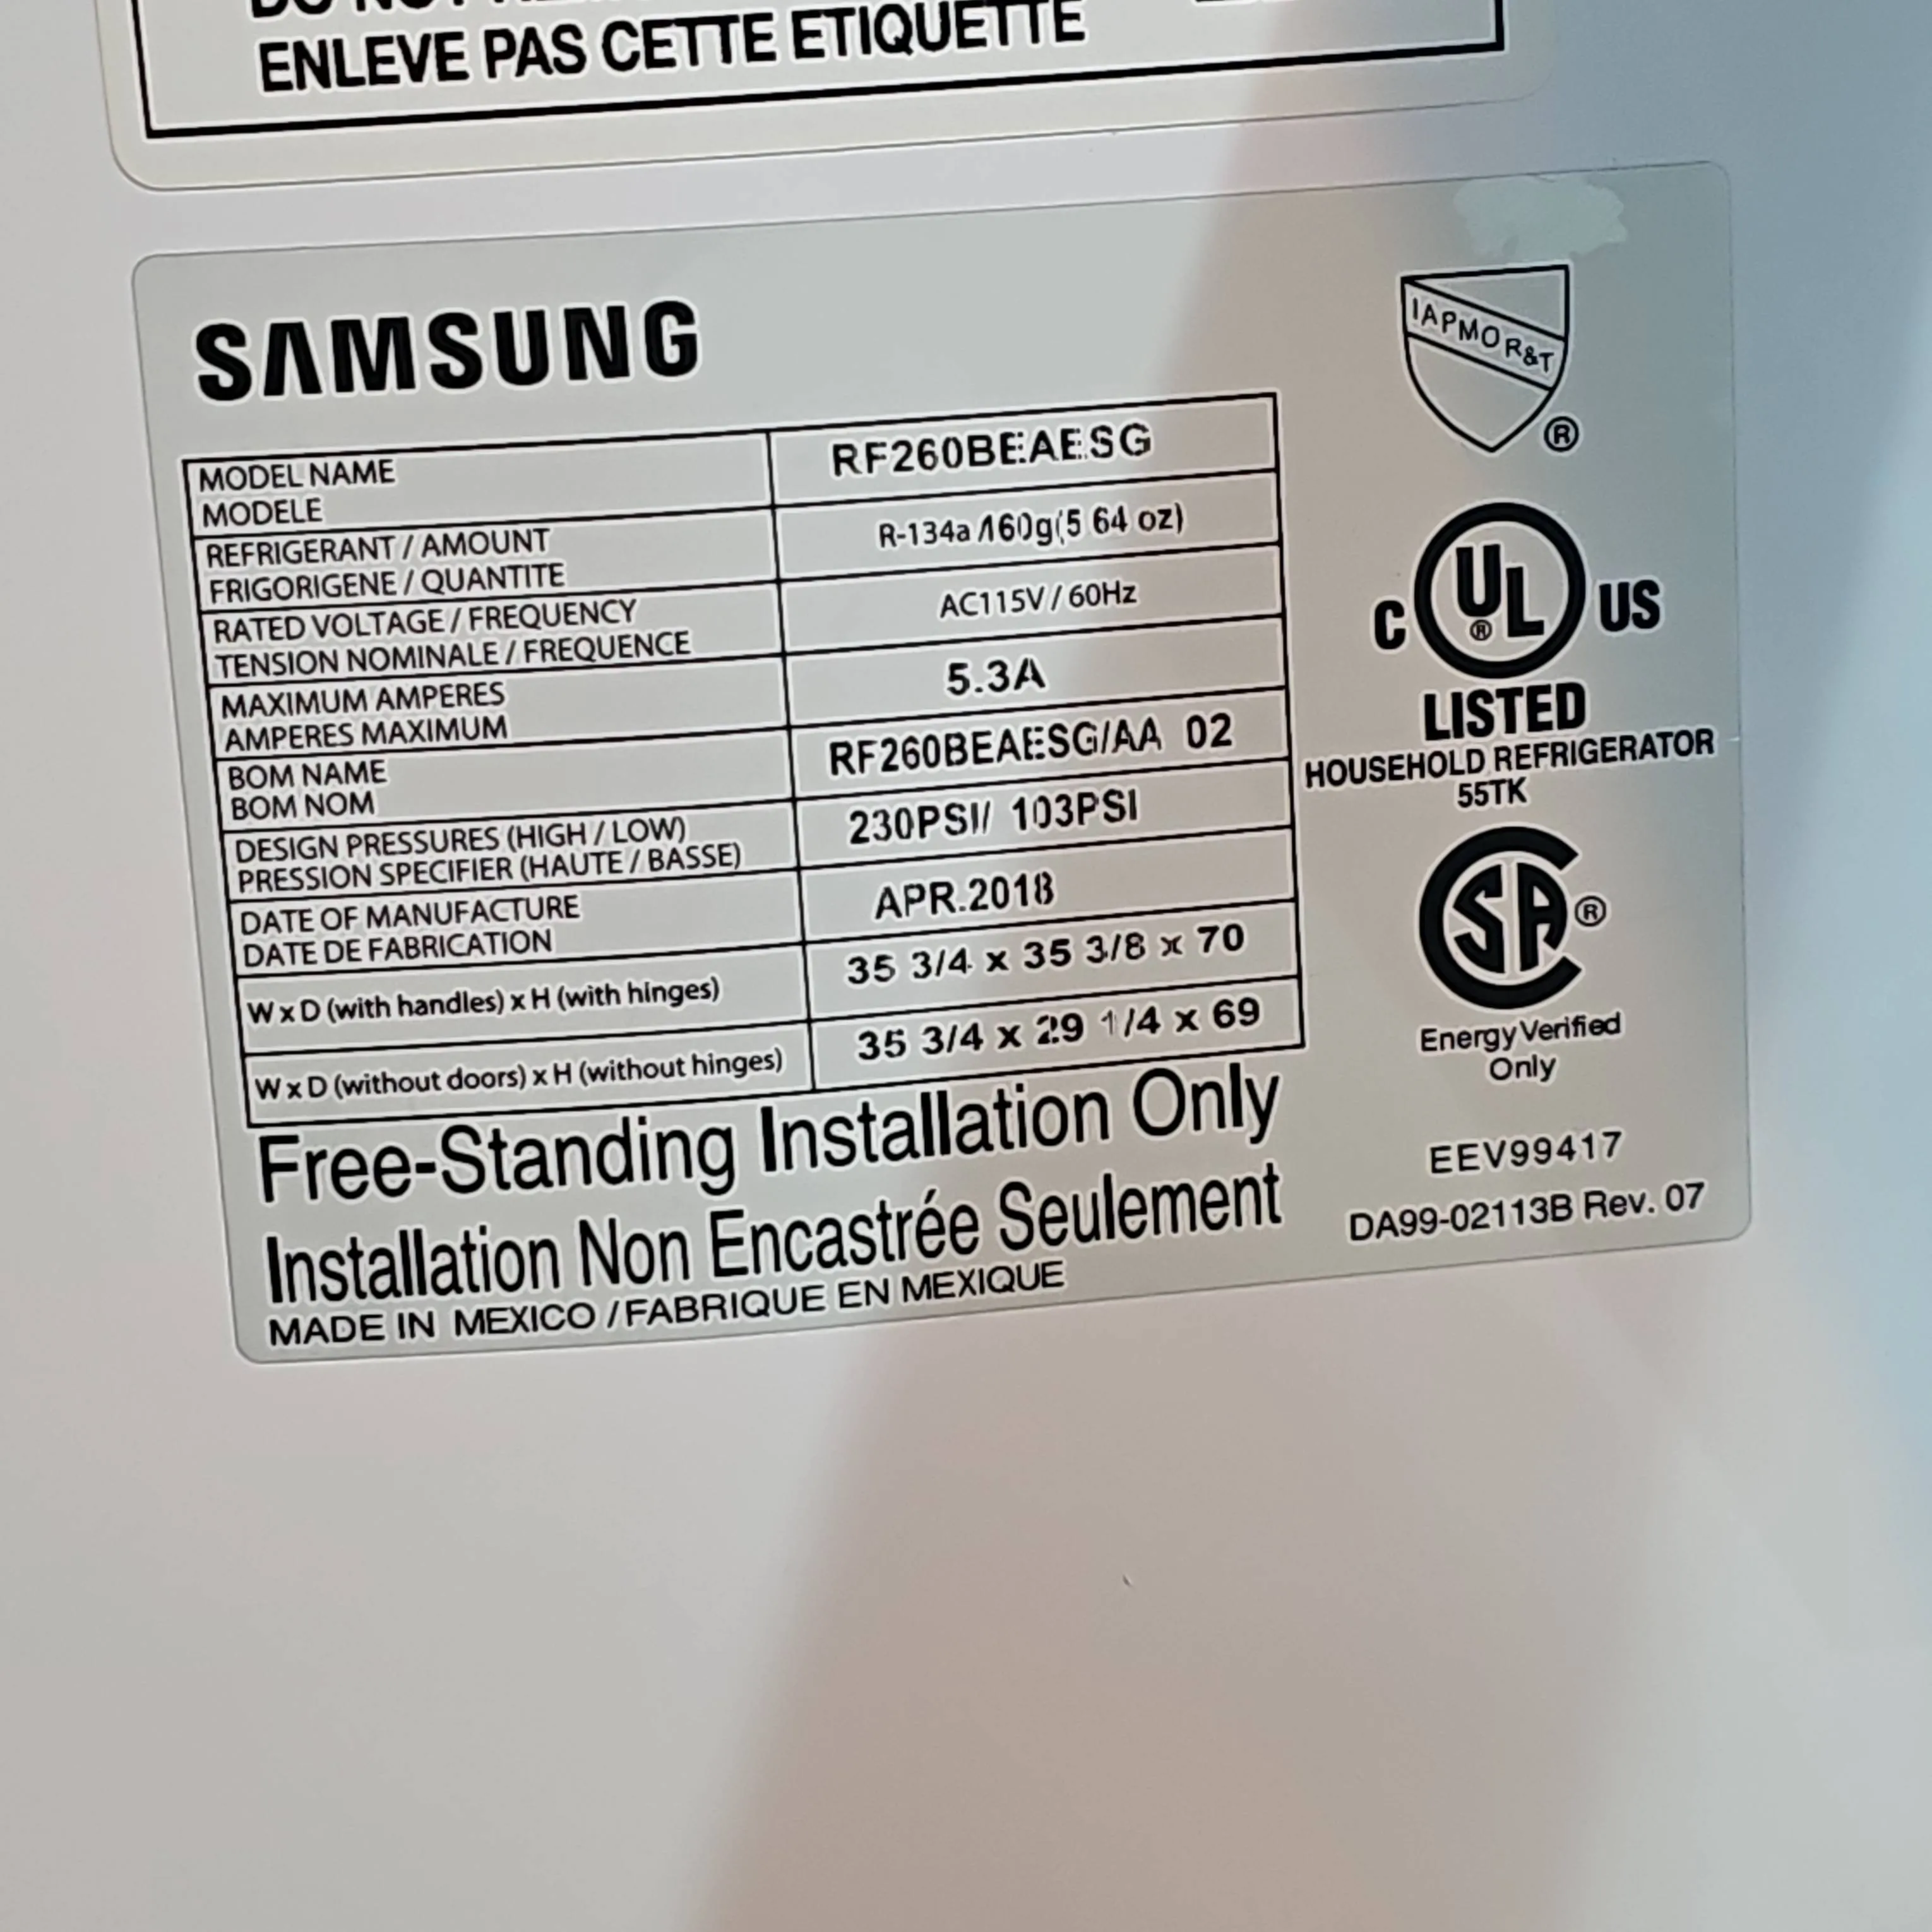 ENLEVE PAS CETTE ETIQUETTE
SAMSUNG
MODEL NAME
MODELE
RF260BEAESG
REFRIGERANT / AMOUNT
FRIGORIGENE / QUANTITE
R-134a /160g(5 64 oz)
RATED VOLTAGE / FREQUENCY
TENSION NOMINALE / FREQUENCE
AC115V / 60Hz
MAXIMUM AMPERES
AMPERES MAXIMUM
5.3A
BOM NAME
BOM NOM
RF260BEAESG/AA 02
DESIGN PRESSURES (HIGH / LOW)
PRESSION SPECIFIER (HAUTE / BASSE)
230PSI/ 103PSI
DATE OF MANUFACTURE
DATE DE FABRICATION
APR.2018
W x D (with handles) x H (with hinges)
35 3/4 x 35 3/8 x 70
W x D (without doors) x H (without hinges)
35 3/4 x 29 1/4 x 69
Free-Standing Installation Only
Installation Non Encastrée Seulement
MADE IN MEXICO / FABRIQUE EN MEXIQUE
IAPMO R&T
®
C UL US
®
LISTED
HOUSEHOLD REFRIGERATOR
55TK
CSA ®
Energy Verified
Only
EEV99417
DA99-02113B Rev. 07